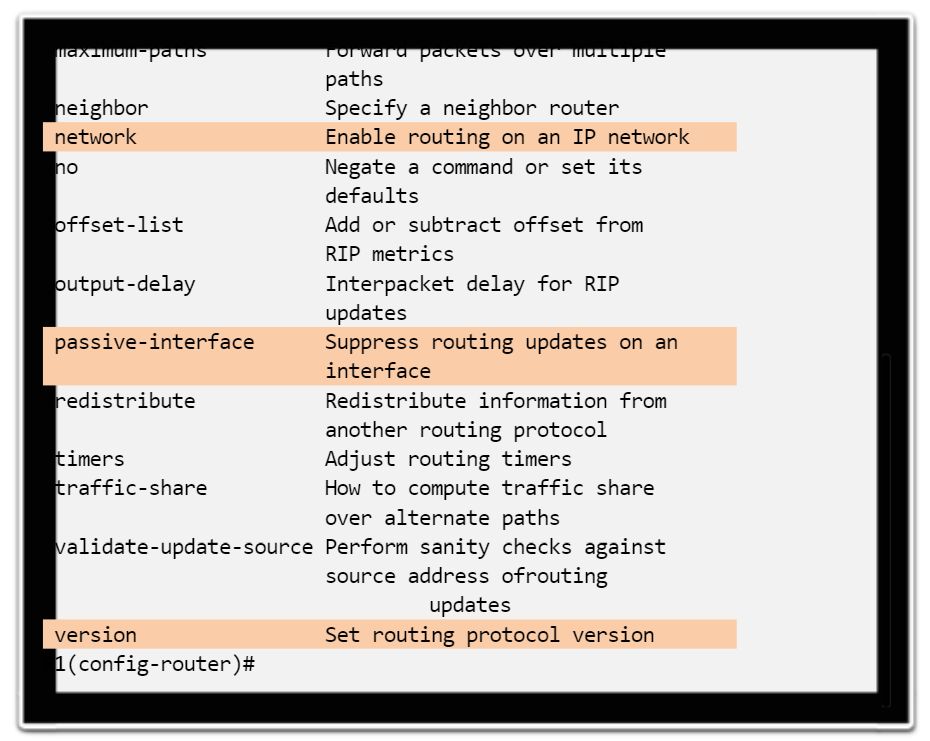 maximum-paths Forward packets over multiple
paths
neighbor Specify a neighbor router
network Enable routing on an IP network
no Negate a command or set its
defaults
offset-list Add or subtract offset from
RIP metrics
output-delay Interpacket delay for RIP
updates
passive-interface Suppress routing updates on an
interface
redistribute Redistribute information from
another routing protocol
timers Adjust routing timers
traffic-share How to compute traffic share
over alternate paths
validate-update-source Perform sanity checks against
source address ofrouting
updates
version Set routing protocol version
1(config-router)#